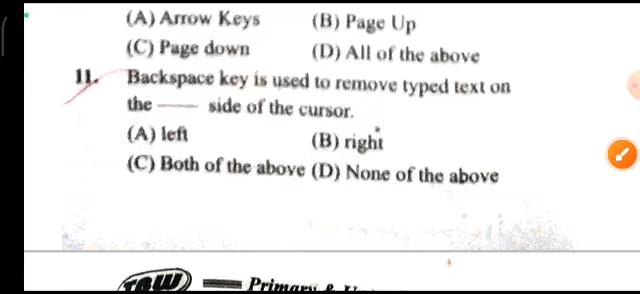 (A) Arrow Keys (B) Page Up
(C) Page down (D) All of the above
11. Backspace key is used to remove typed text on
the —— side of the cursor.
(A) left (B) right
(C) Both of the above (D) None of the above
Primary &